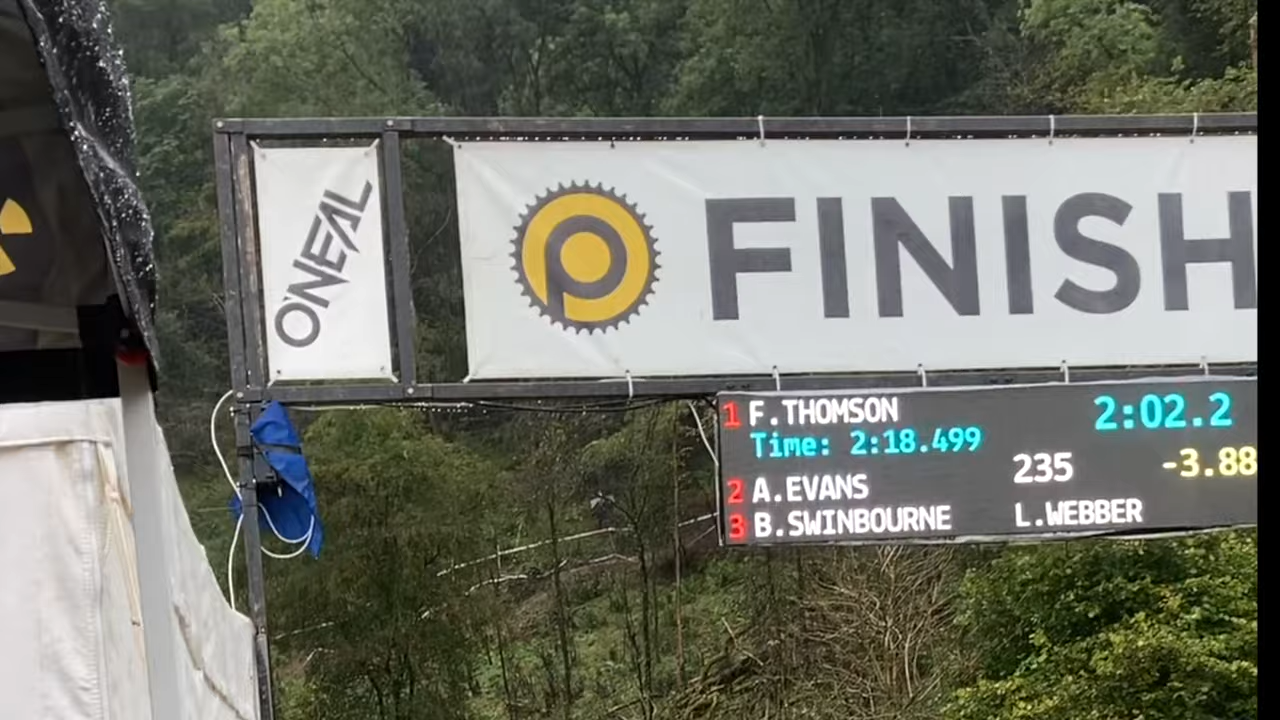 O'NEAL
FINISH
1 F.THOMSON 2:02.2
Time: 2:18.499
235 -3.88
2 A.EVANS
3 B.SWINBOURNE L.WEBBER